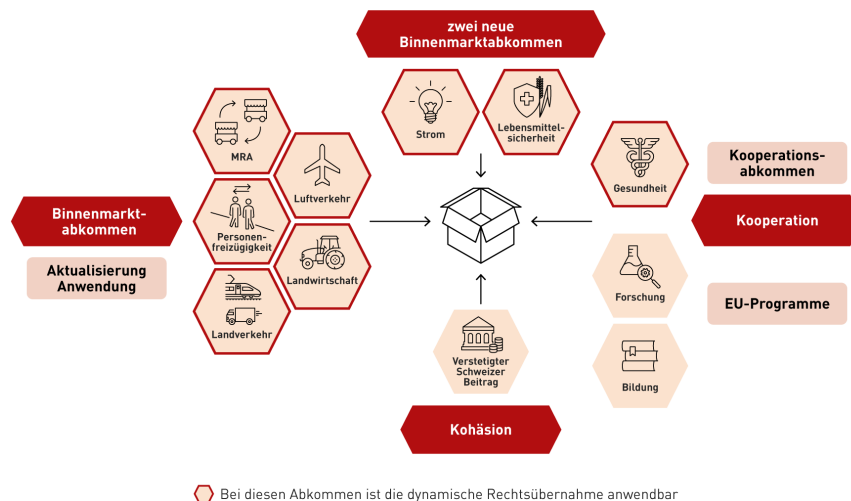 zwei neue
Binnenmarktabkommen
Strom
Lebensmittel-
sicherheit
MRA
Luftverkehr
Personen-
freizügigkeit
Landwirtschaft
Landverkehr
Binnenmarkt-
abkommen
Aktualisierung
Anwendung
Gesundheit
Kooperations-
abkommen
Kooperation
Forschung
EU-Programme
Bildung
Verstetigter
Schweizer
Beitrag
Kohäsion
Bei diesen Abkommen ist die dynamische Rechtsübernahme anwendbar